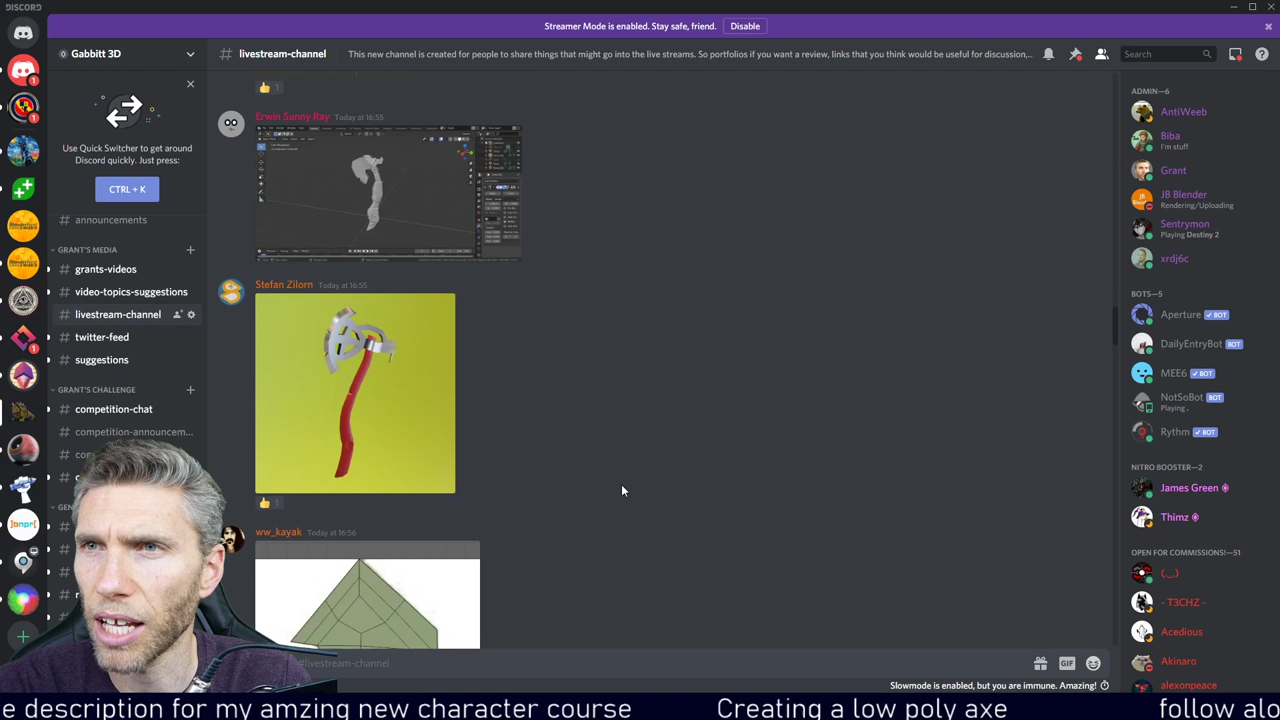 DISCORD
Streamer Mode is enabled. Stay safe, friend. Disable
Gabbitt 3D
Use Quick Switcher to get around
Discord quickly. Just press:
CTRL + K
announcements
GRANT'S MEDIA
grants-videos
video-topics-suggestions
livestream-channel
twitter-feed
suggestions
GRANT'S CHALLENGE
competition-chat
competition-announcem...
# livestream-channel
This new channel is created for people to share things that might go into the live streams. So portfolios if you want a review, links that you think would be useful for discussion,...
Search
1
Erwin Sunny Ray Today at 16:55
Stefan Zilorn Today at 16:55
1
ww_kayak Today at 16:56
#livestream-channel
GIF
Slowmode is enabled, but you are immune. Amazing!
ADMIN—6
AntiWeeb
Biba
I'm stuff
Grant
JB Blender
Rendering/Uploading
Sentrymon
Playing Destiny 2
xrdj6c
BOTS—5
Aperture BOT
DailyEntryBot BOT
MEE6 BOT
NotSoBot BOT
Playing .
Rythm BOT
NITRO BOOSTER—2
James Green
Thimz
OPEN FOR COMMISSIONS!—51
(._.)
- T3CHZ -
Acedious
Akinaro
alexonpeace
e description for my amzing new character course
Creating a low poly axe
follow alo